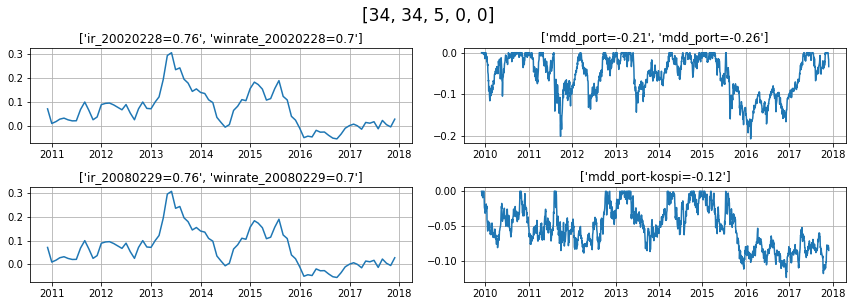 [34, 34, 5, 0, 0]
['ir_20020228=0.76', 'winrate_20020228=0.7']
0.3
0.2
0.1
0.0
2011 2012 2013 2014 2015 2016 2017 2018
['mdd_port=-0.21', 'mdd_port=-0.26']
0.0
−0.1
−0.2
2010 2011 2012 2013 2014 2015 2016 2017 2018
['ir_20080229=0.76', 'winrate_20080229=0.7']
0.3
0.2
0.1
0.0
2011 2012 2013 2014 2015 2016 2017 2018
['mdd_port-kospi=-0.12']
0.00
−0.05
−0.10
2010 2011 2012 2013 2014 2015 2016 2017 2018